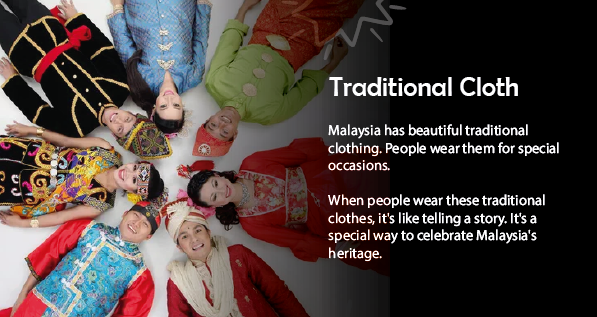 Traditional Cloth
Malaysia has beautiful traditional
clothing. People wear them for special
occasions.
When people wear these traditional
clothes, it's like telling a story. It's a
special way to celebrate Malaysia's
heritage.